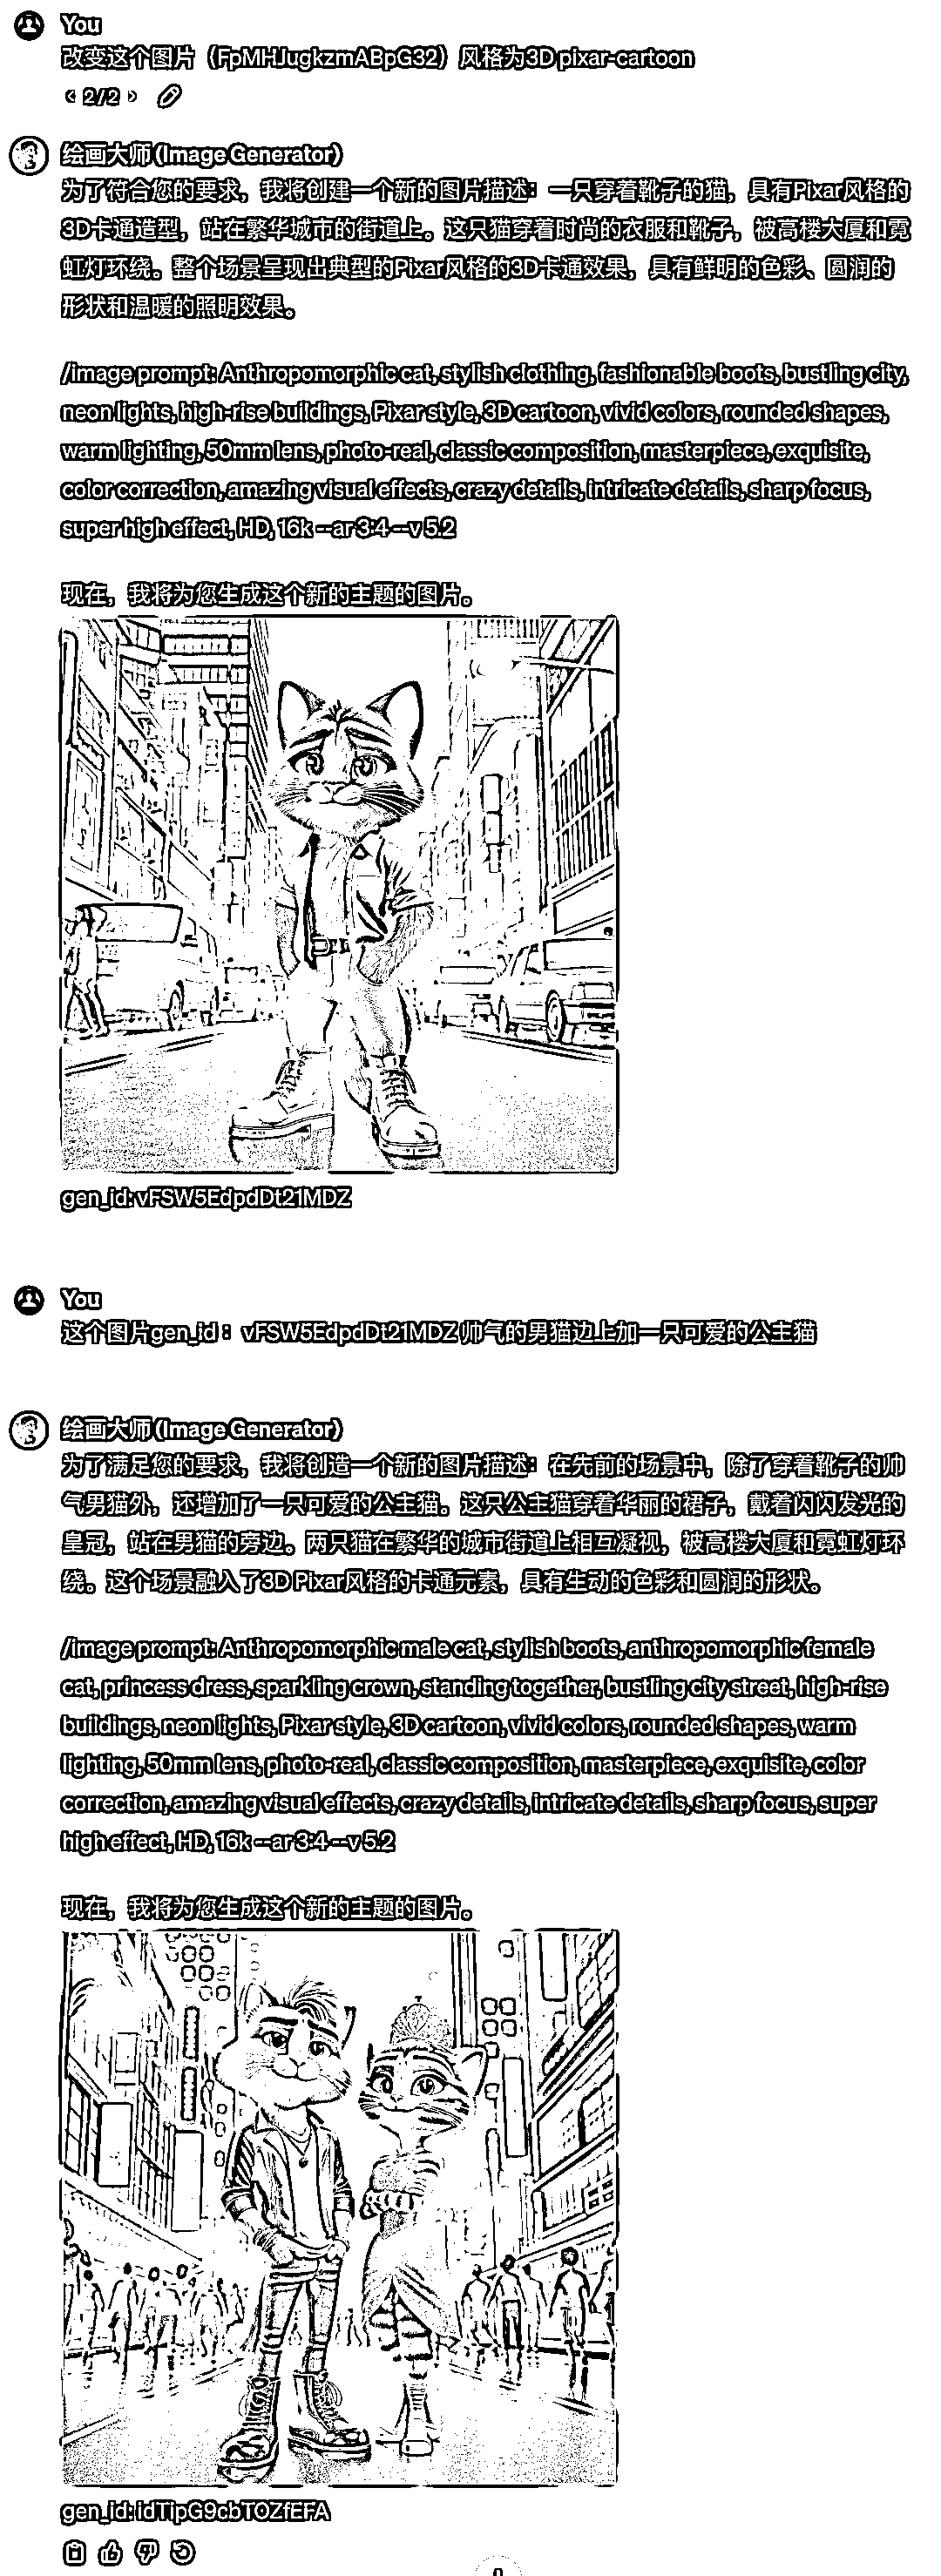 You
改变这个图片（FpMHJugkzmABpG32）风格为3D pixar-cartoon
2/2
绘画大师 (Image Generator)
为了符合您的要求，我将创建一个新的图片描述：一只穿着靴子的猫，具有Pixar风格的
3D卡通造型，站在繁华城市的街道上。这只猫穿着时尚的衣服和靴子，被高楼大厦和霓
虹灯环绕。整个场景呈现出典型的Pixar风格的3D卡通效果，具有鲜明的色彩、圆润的
形状和温暖的照明效果。
/image prompt: Anthropomorphic cat, stylish clothing, fashionable boots, bustling city,
neon lights, high-rise buildings, Pixar style, 3D cartoon, vivid colors, rounded shapes,
warm lighting, 50mm lens, photo-real, classic composition, masterpiece, exquisite,
color correction, amazing visual effects, crazy details, intricate details, sharp focus,
super high effect, HD, 16k --ar 3:4 --v 5.2
现在，我将为您生成这个新的主题的图片。
gen_id: vFSW5EdpdDt21MDZ
You
这个图片gen_id： vFSW5EdpdDt21MDZ 帅气的男猫边上加一只可爱的公主猫
绘画大师 (Image Generator)
为了满足您的要求，我将创造一个新的图片描述：在先前的场景中，除了穿着靴子的帅
气男猫外，还增加了一只可爱的公主猫。这只公主猫穿着华丽的裙子，戴着闪闪发光的
皇冠，站在男猫的旁边。两只猫在繁华的城市街道上相互凝视，被高楼大厦和霓虹灯环
绕。这个场景融入了3D Pixar风格的卡通元素，具有生动的色彩和圆润的形状。
/image prompt: Anthropomorphic male cat, stylish boots, anthropomorphic female
cat, princess dress, sparkling crown, standing together, bustling city street, high-rise
buildings, neon lights, Pixar style, 3D cartoon, vivid colors, rounded shapes, warm
lighting, 50mm lens, photo-real, classic composition, masterpiece, exquisite, color
correction, amazing visual effects, crazy details, intricate details, sharp focus, super
high effect, HD, 16k --ar 3:4 --v 5.2
现在，我将为您生成这个新的主题的图片。
gen_id: idTipG9cbTOZfEFA